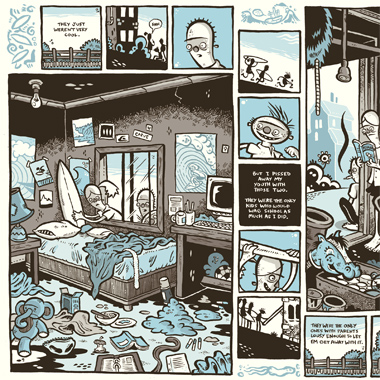 THEY JUST
WEREN'T VERY
COOL.
BUT I PISSED
AWAY MY
YOUTH WITH
THOSE TWO.
THEY WERE THE ONLY
KIDS WHO WOULD
WAG SCHOOL AS
MUCH AS I DID.
THEY WERE THE ONLY
ONES WITH PARENTS
LOUSY ENOUGH TO LET
EM GET AWAY WITH IT.